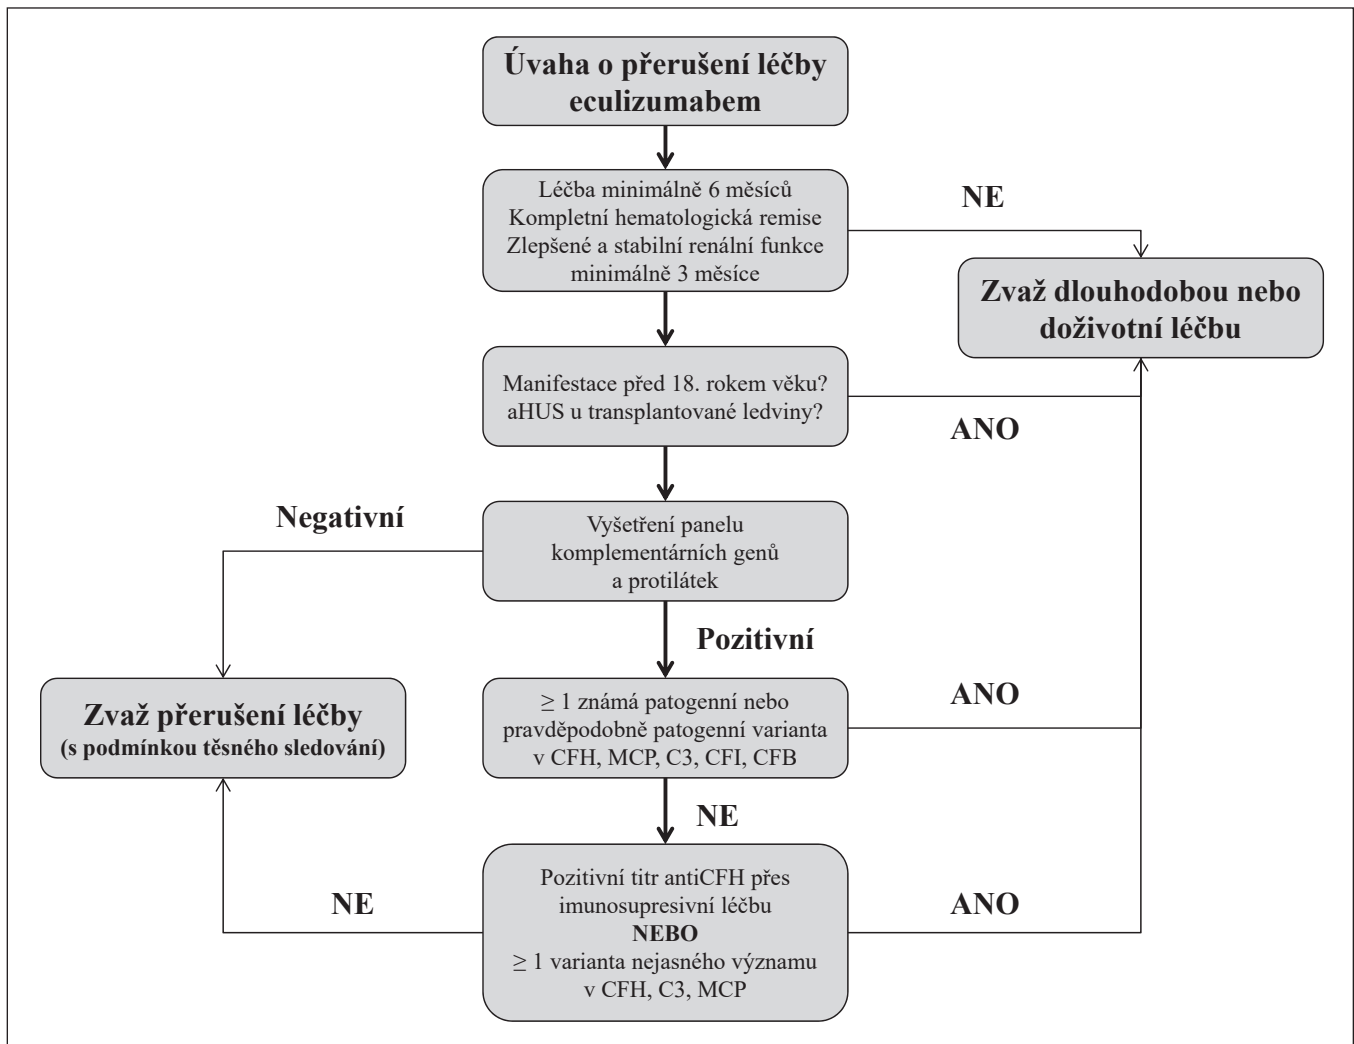 Úvaha o přerušení léčby
eculizumabem
Léčba minimálně 6 měsíců
Kompletní hematologická remise
Zlepšené a stabilní renální funkce
minimálně 3 měsíce
NE
Zvaž dlouhodobou nebo
doživotní léčbu
Manifestace před 18. rokem věku?
aHUS u transplantované ledviny?
ANO
Negativní
Vyšetření panelu
komplementárních genů
a protilátek
Pozitivní
Zvaž přerušení léčby
(s podmínkou těsného sledování)
≥ 1 známá patogenní nebo
pravděpodobně patogenní varianta
v CFH, MCP, C3, CFI, CFB
ANO
NE
NE
Pozitivní titr antiCFH přes
imunosupresivní léčbu
NEBO
≥ 1 varianta nejasného významu
v CFH, C3, MCP
ANO